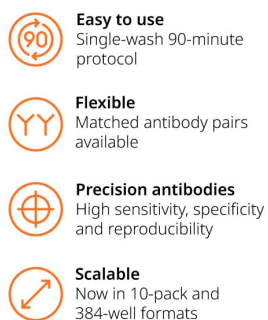 90
Easy to use
Single-wash 90-minute
protocol
YY
Flexible
Matched antibody pairs
available
Precision antibodies
High sensitivity, specificity
and reproducibility
Scalable
Now in 10-pack and
384-well formats